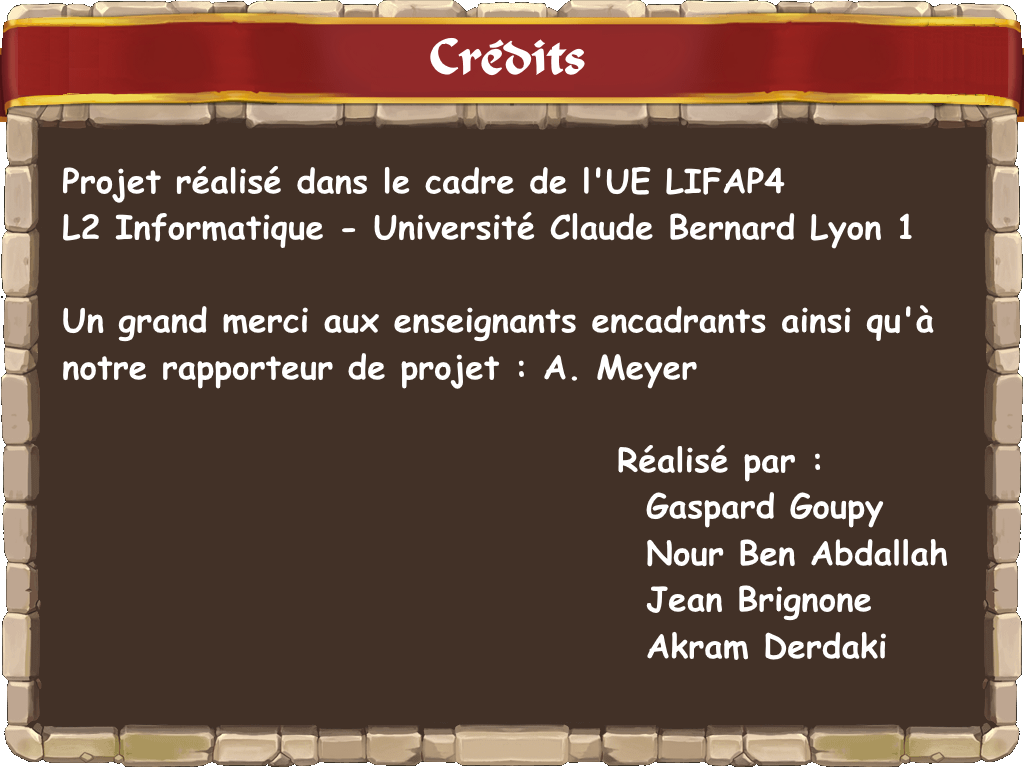 Crédits
Projet réalisé dans le cadre de l'UE LIFAP4
L2 Informatique - Université Claude Bernard Lyon 1
Un grand merci aux enseignants encadrants ainsi qu'à
notre rapporteur de projet : A. Meyer
Réalisé par :
Gaspard Goupy
Nour Ben Abdallah
Jean Brignone
Akram Derdaki